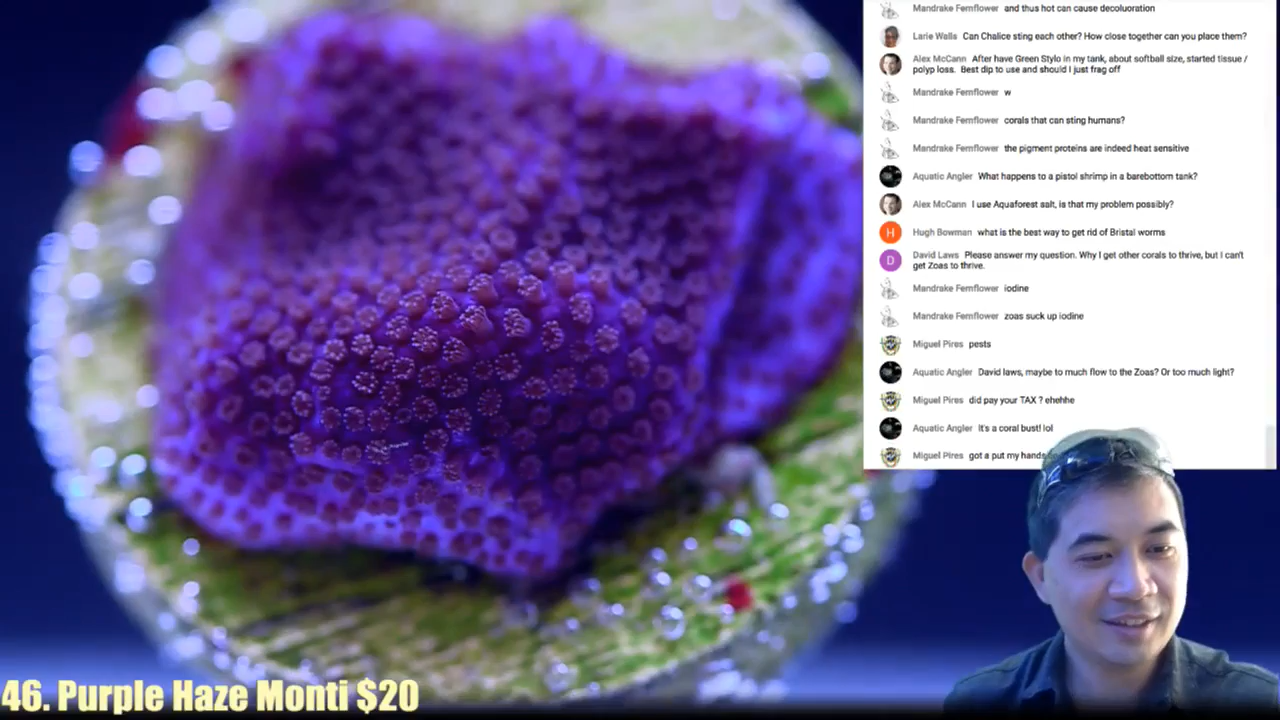 Mandrake Fernflower and thus hot can cause decoluoration
Larie Walls Can Chalice sting each other? How close together can you place them?
Alex McCann After have Green Stylo in my tank, about softball size, started tissue /
polyp loss. Best dip to use and should I just frag off
Mandrake Fernflower w
Mandrake Fernflower corals that can sting humans?
Mandrake Fernflower the pigment proteins are indeed heat sensitive
Aquatic Angler What happens to a pistol shrimp in a barebottom tank?
Alex McCann I use Aquaforest salt, is that my problem possibly?
H
Hugh Bowman what is the best way to get rid of Bristal worms
D
David Laws Please answer my question. Why I get other corals to thrive, but I can't
get Zoas to thrive.
Mandrake Fernflower iodine
Mandrake Fernflower zoas suck up iodine
Miguel Pires pests
Aquatic Angler David laws, maybe to much flow to the Zoas? Or too much light?
Miguel Pires did pay your TAX ? ehehhe
Aquatic Angler It's a coral bust! lol
Miguel Pires got a put my hands
46. Purple Haze Monti $20